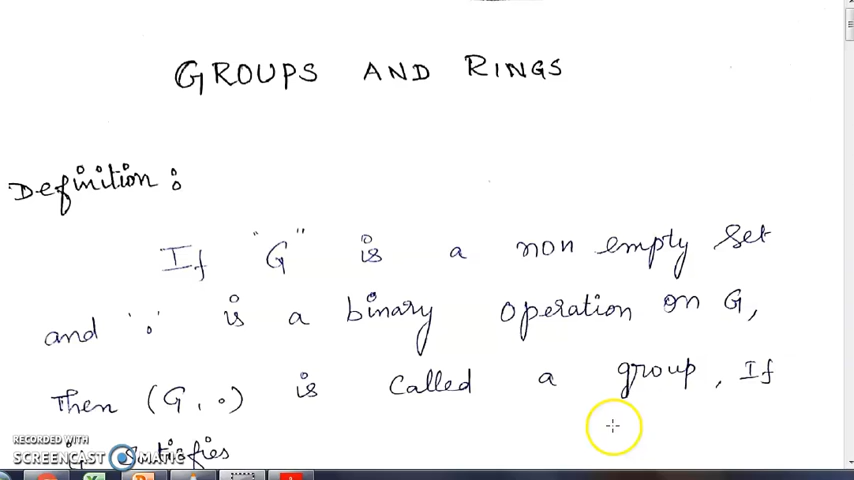 GROUPS AND RINGS
Definition :
If "G" is a non empty set
and 'o' is a binary operation on G,
Then (G, o) is called a group, If
satisfies
RECORDED WITH
SCREENCAST MATIC